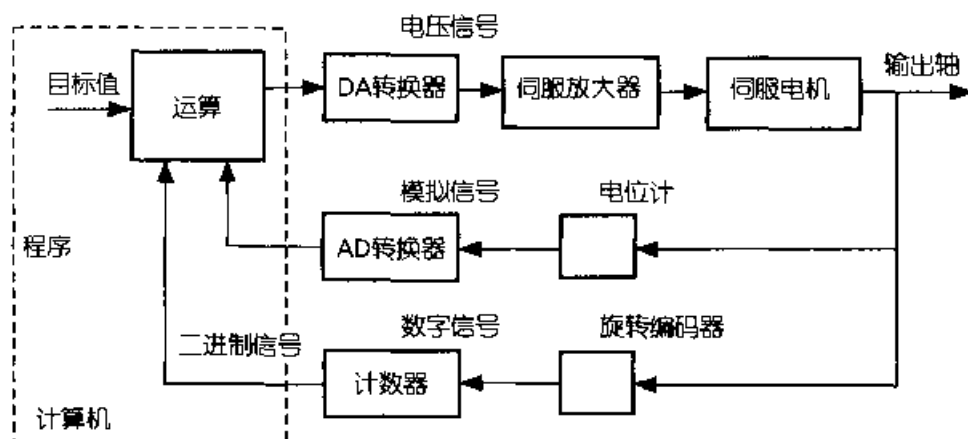 电压信号
目标值
运算
DA转换器
伺服放大器
伺服电机
输出轴
模拟信号
电位计
程序
AD转换器
数字信号
旋转编码器
二进制信号
计数器
计算机